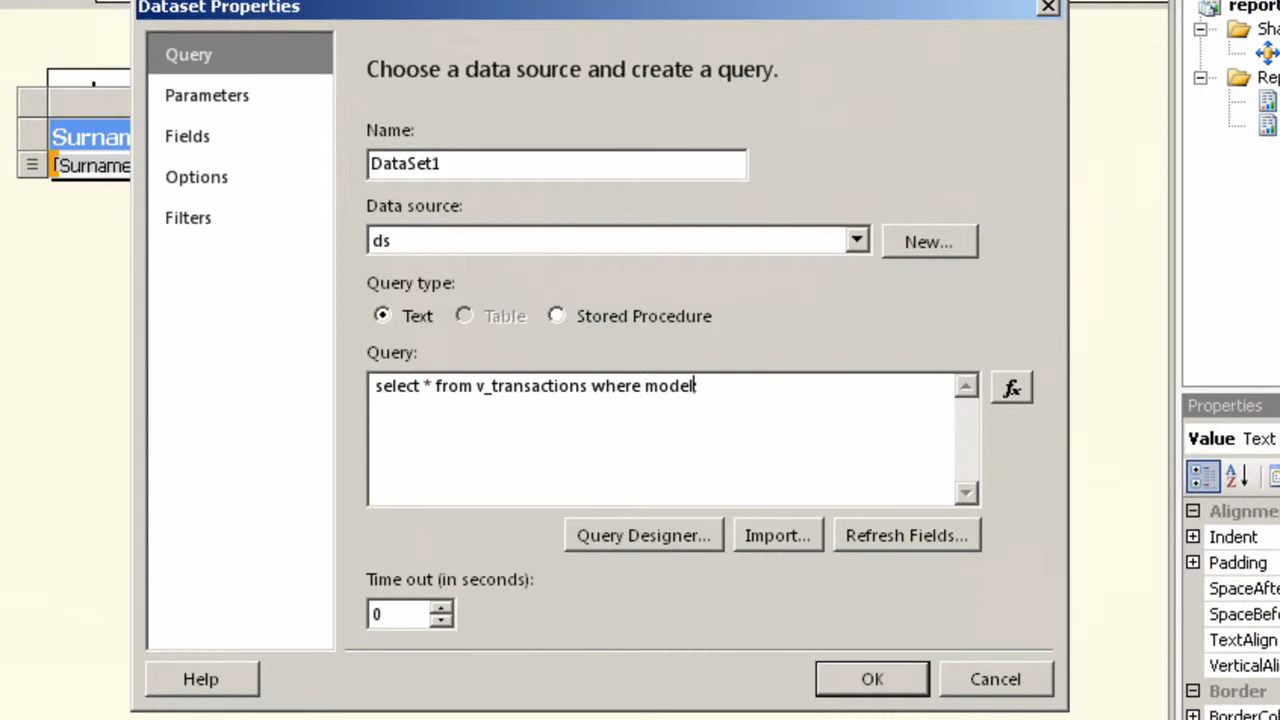 Dataset Properties
Query
Parameters
Fields
Options
Filters
Choose a data source and create a query.
Name:
DataSet1
Data source:
ds
New...
Query type:
Text
Table
Stored Procedure
Query:
select * from v_transactions where model
fx
Query Designer...
Import...
Refresh Fields...
Time out (in seconds):
0
Help
OK
Cancel
Surnam
[Surname
report
Sha
Rep
Properties
Value Text
Alignme
Indent
Padding
SpaceAfte
SpaceBefo
TextAlign
VerticalAli
Border
BorderCol